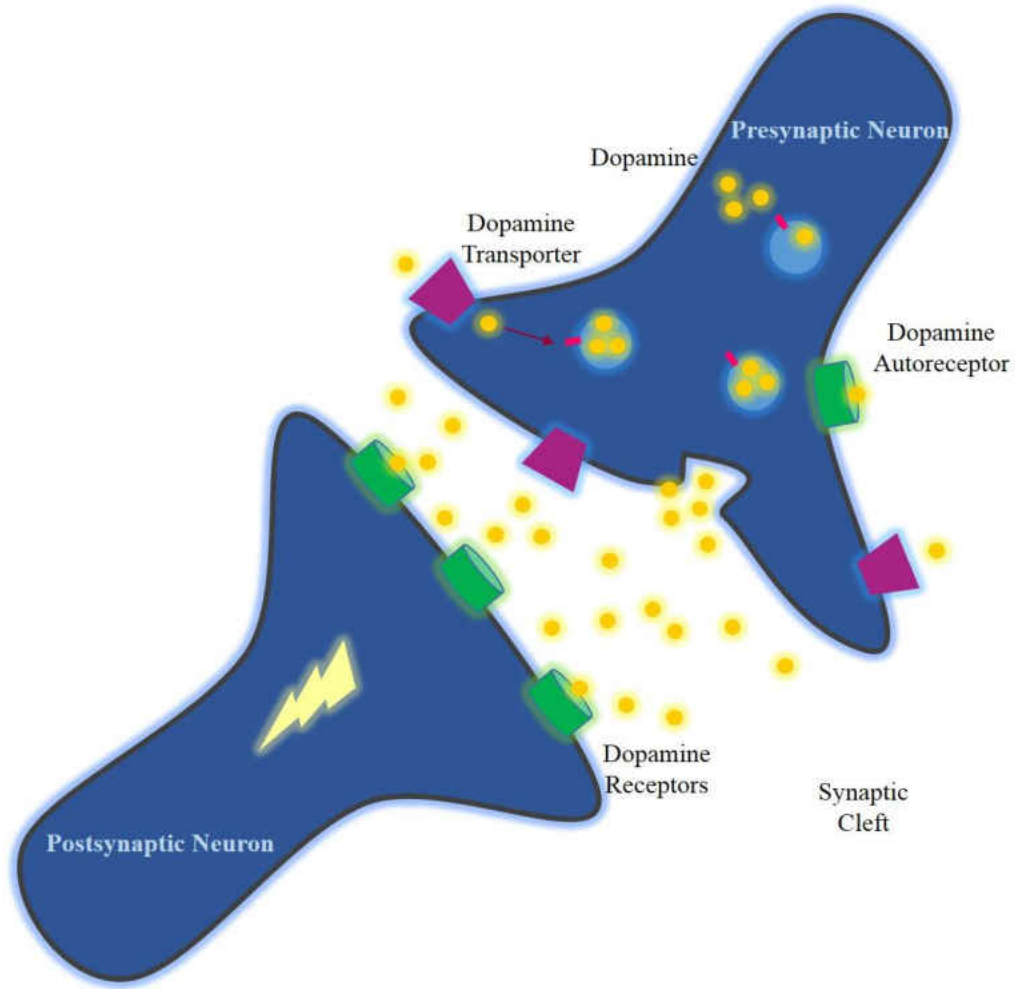 Presynaptic Neuron
Dopamine
Dopamine
Transporter
Dopamine
Autoreceptor
Dopamine
Receptors
Synaptic
Cleft
Postsynaptic Neuron